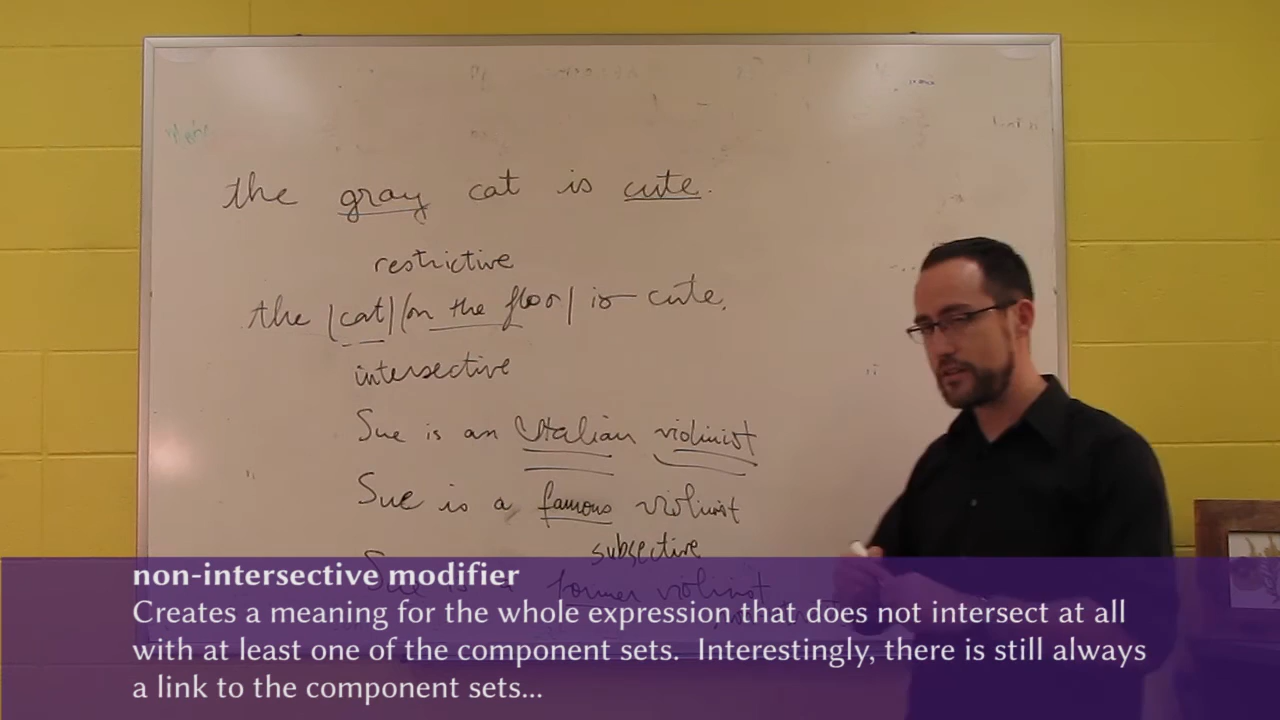 the gray cat is cute.
restrictive
the (cat) (on the floor) is cute.
intersective
Sue is an Italian violinist
Sue is a famous violinist
subsective
Sue is a former violinist
non-intersective modifier
Creates a meaning for the whole expression that does not intersect at all
with at least one of the component sets. Interestingly, there is still always
a link to the component sets...